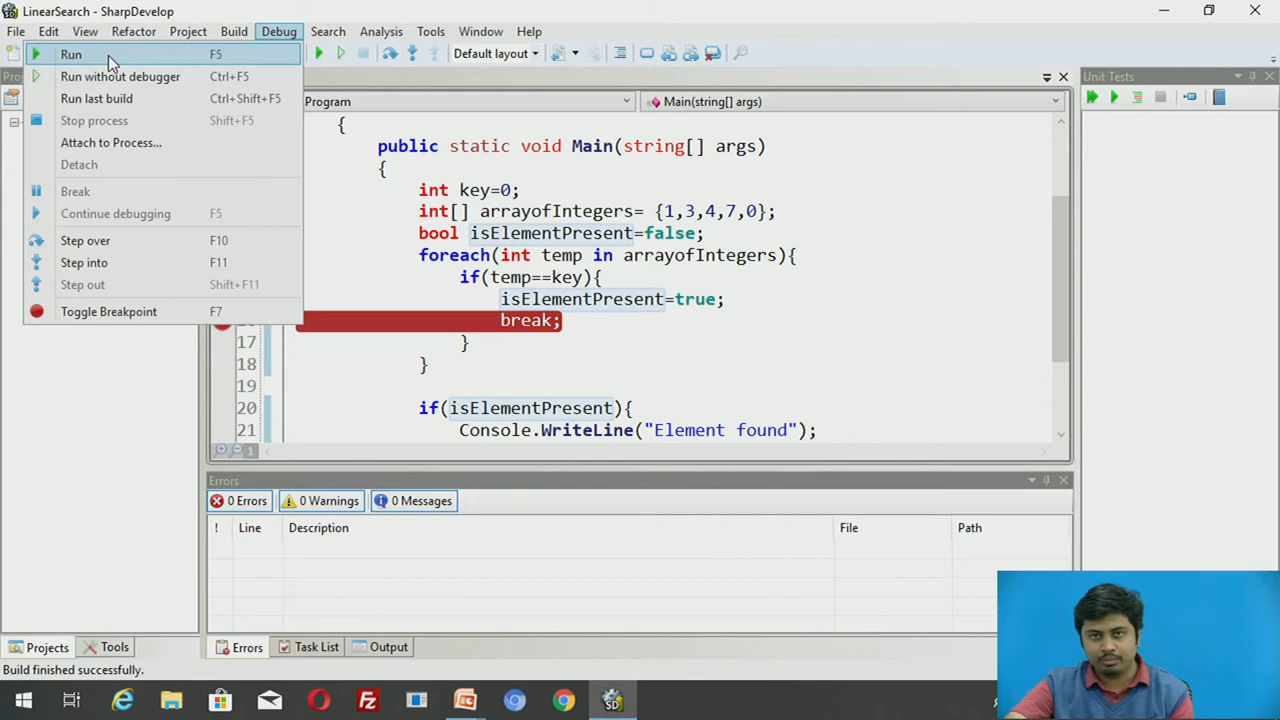 LinearSearch - SharpDevelop
File Edit View Refactor Project Build Debug Search Analysis Tools Window Help
Default layout
Run F5
Run without debugger Ctrl+F5
Run last build Ctrl+Shift+F5
Stop process Shift+F5
Attach to Process...
Detach
Break
Continue debugging F5
Step over F10
Step into F11
Step out Shift+F11
Toggle Breakpoint F7
Program
Main(string[] args)
{
public static void Main(string[] args)
{
int key=0;
int[] arrayofIntegers= {1,3,4,7,0};
bool isElementPresent=false;
foreach(int temp in arrayofIntegers){
if(temp==key){
isElementPresent=true;
break;
17 }
18 }
19
20 if(isElementPresent){
21 Console.WriteLine("Element found");
1
Unit Tests
Errors
0 Errors 0 Warnings 0 Messages
! Line Description File Path
Projects Tools
Errors Task List Output
Build finished successfully.
SD